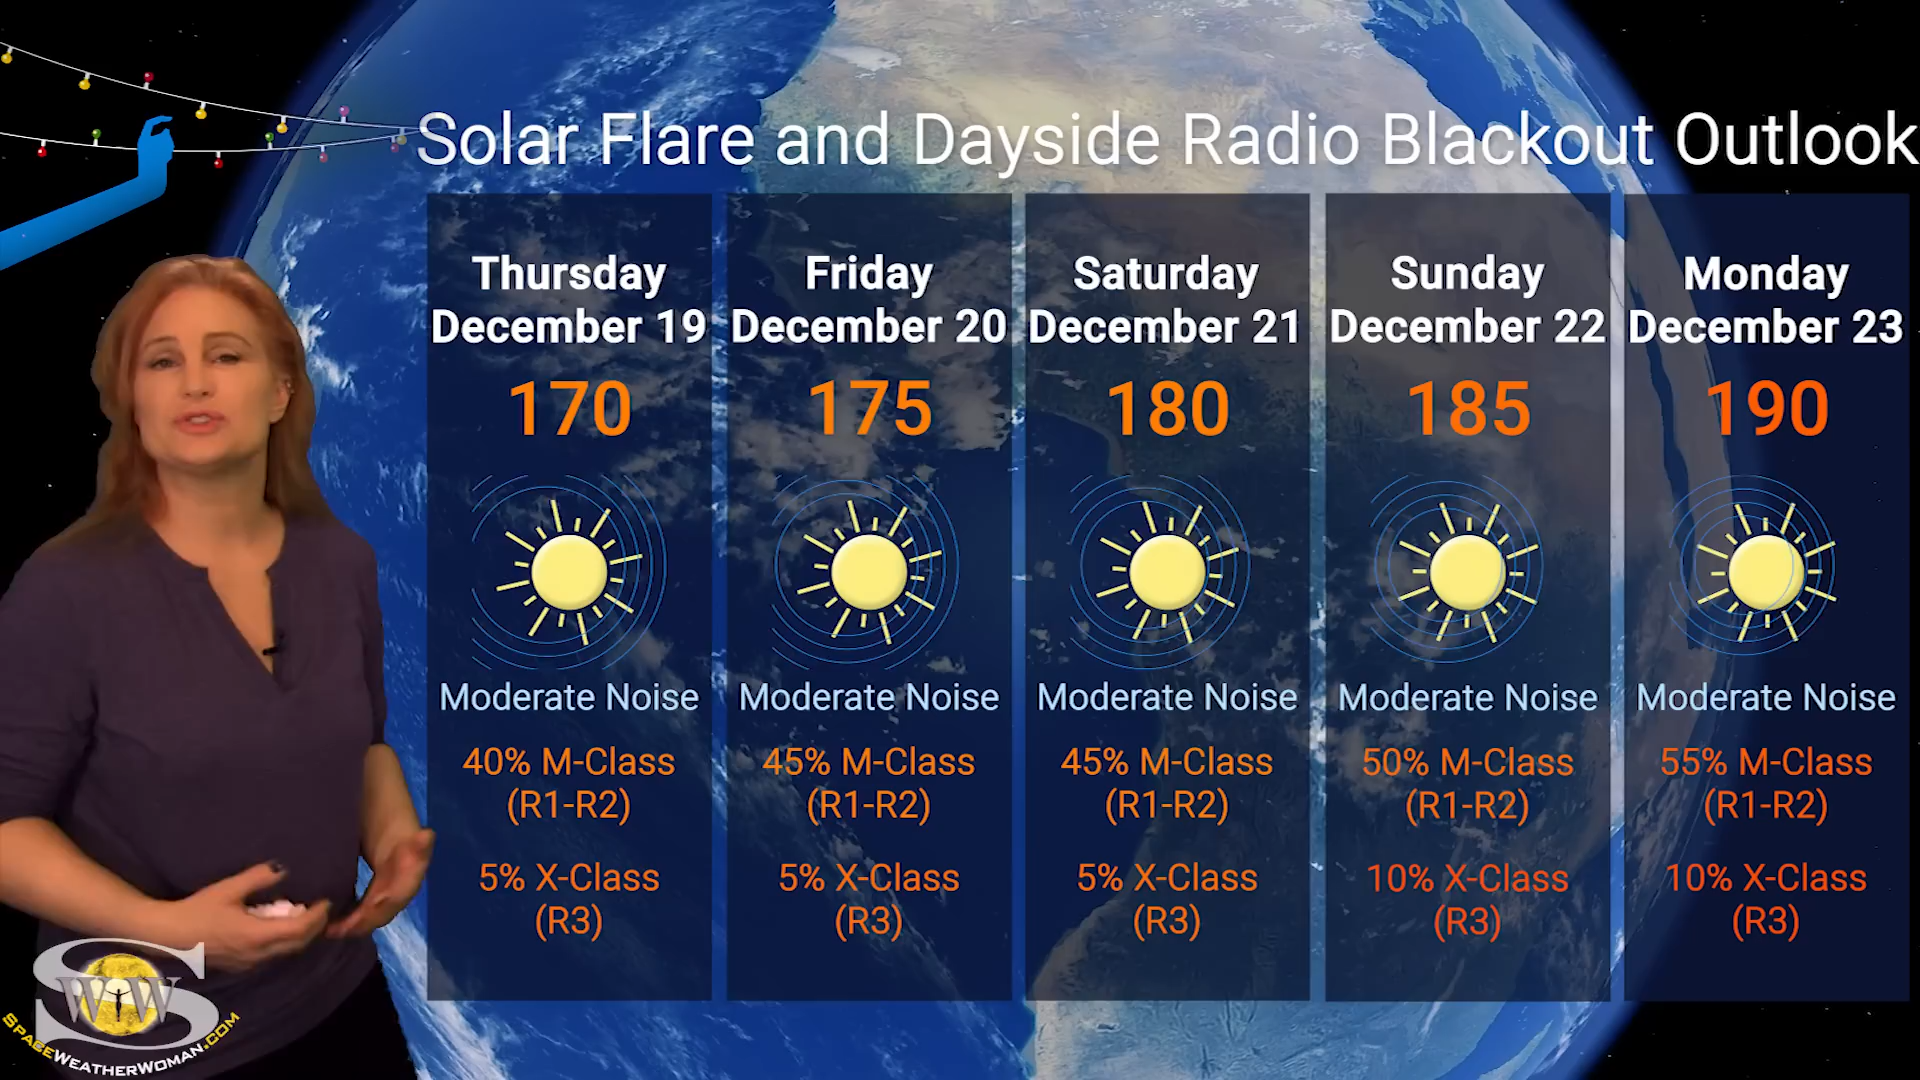 Solar Flare and Dayside Radio Blackout Outlook
Thursday
December 19
170
Moderate Noise
40% M-Class
(R1-R2)
5% X-Class
(R3)
Friday
December 20
175
Moderate Noise
45% M-Class
(R1-R2)
5% X-Class
(R3)
Saturday
December 21
180
Moderate Noise
45% M-Class
(R1-R2)
5% X-Class
(R3)
Sunday
December 22
185
Moderate Noise
50% M-Class
(R1-R2)
10% X-Class
(R3)
Monday
December 23
190
Moderate Noise
55% M-Class
(R1-R2)
10% X-Class
(R3)
SWW
SPACEWEATHERWOMAN.COM